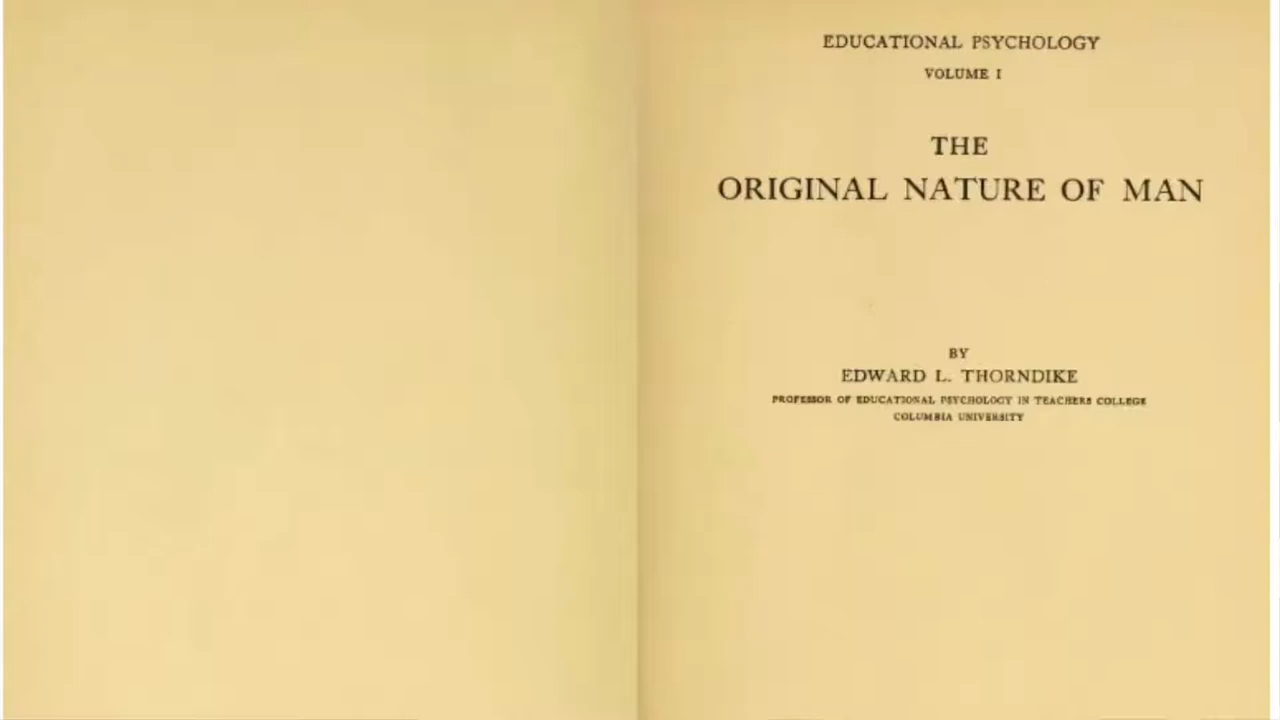 EDUCATIONAL PSYCHOLOGY
VOLUME I
THE
ORIGINAL NATURE OF MAN
BY
EDWARD L. THORNDIKE
PROFESSOR OF EDUCATIONAL PSYCHOLOGY IN TEACHERS COLLEGE
COLUMBIA UNIVERSITY